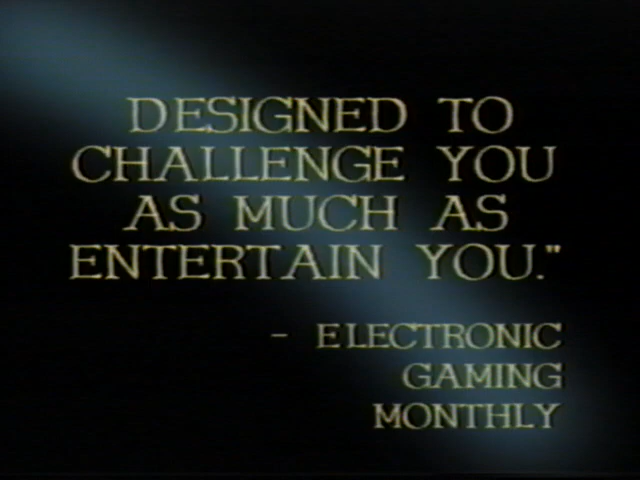 DESIGNED TO
CHALLENGE YOU
AS MUCH AS
ENTERTAIN YOU."
- ELECTRONIC
GAMING
MONTHLY